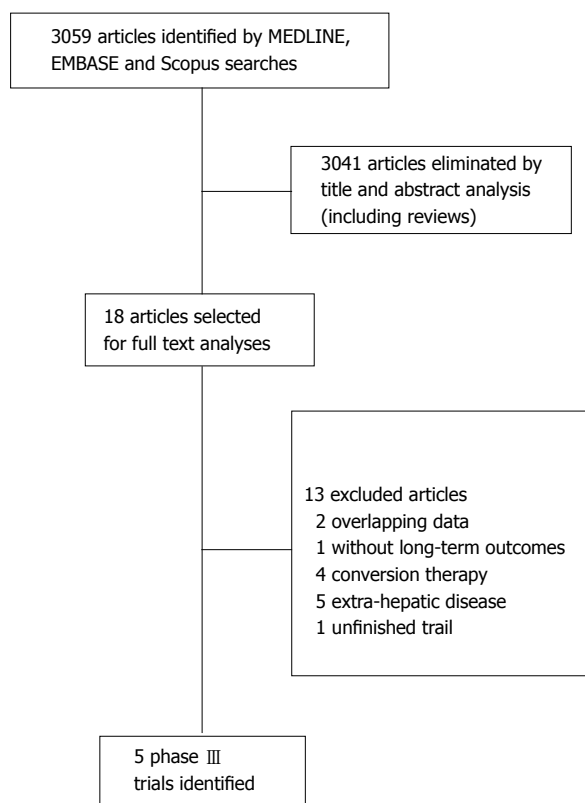 3059 articles identified by MEDLINE,
EMBASE and Scopus searches
3041 articles eliminated by
title and abstract analysis
(including reviews)
18 articles selected
for full text analyses
13 excluded articles
2 overlapping data
1 without long-term outcomes
4 conversion therapy
5 extra-hepatic disease
1 unfinished trail
5 phase Ⅲ
trials identified